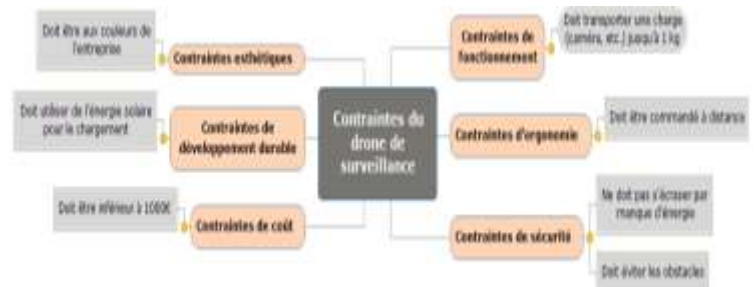 Contraintes du
drone de
surveillance
Contraintes esthétiques
Doit être aux couleurs de
l'entreprise
Contraintes de
développement durable
Doit utiliser de l'énergie solaire
pour le chargement
Contraintes de coût
Doit être inférieur à 1000€
Contraintes de
fonctionnement
Doit transporter une charge
(caméra, etc.) jusqu'à 1 kg
Contraintes d'ergonomie
Doit être commandé à distance
Contraintes de sécurité
Ne doit pas s'écraser par
manque d'énergie
Doit éviter les obstacles